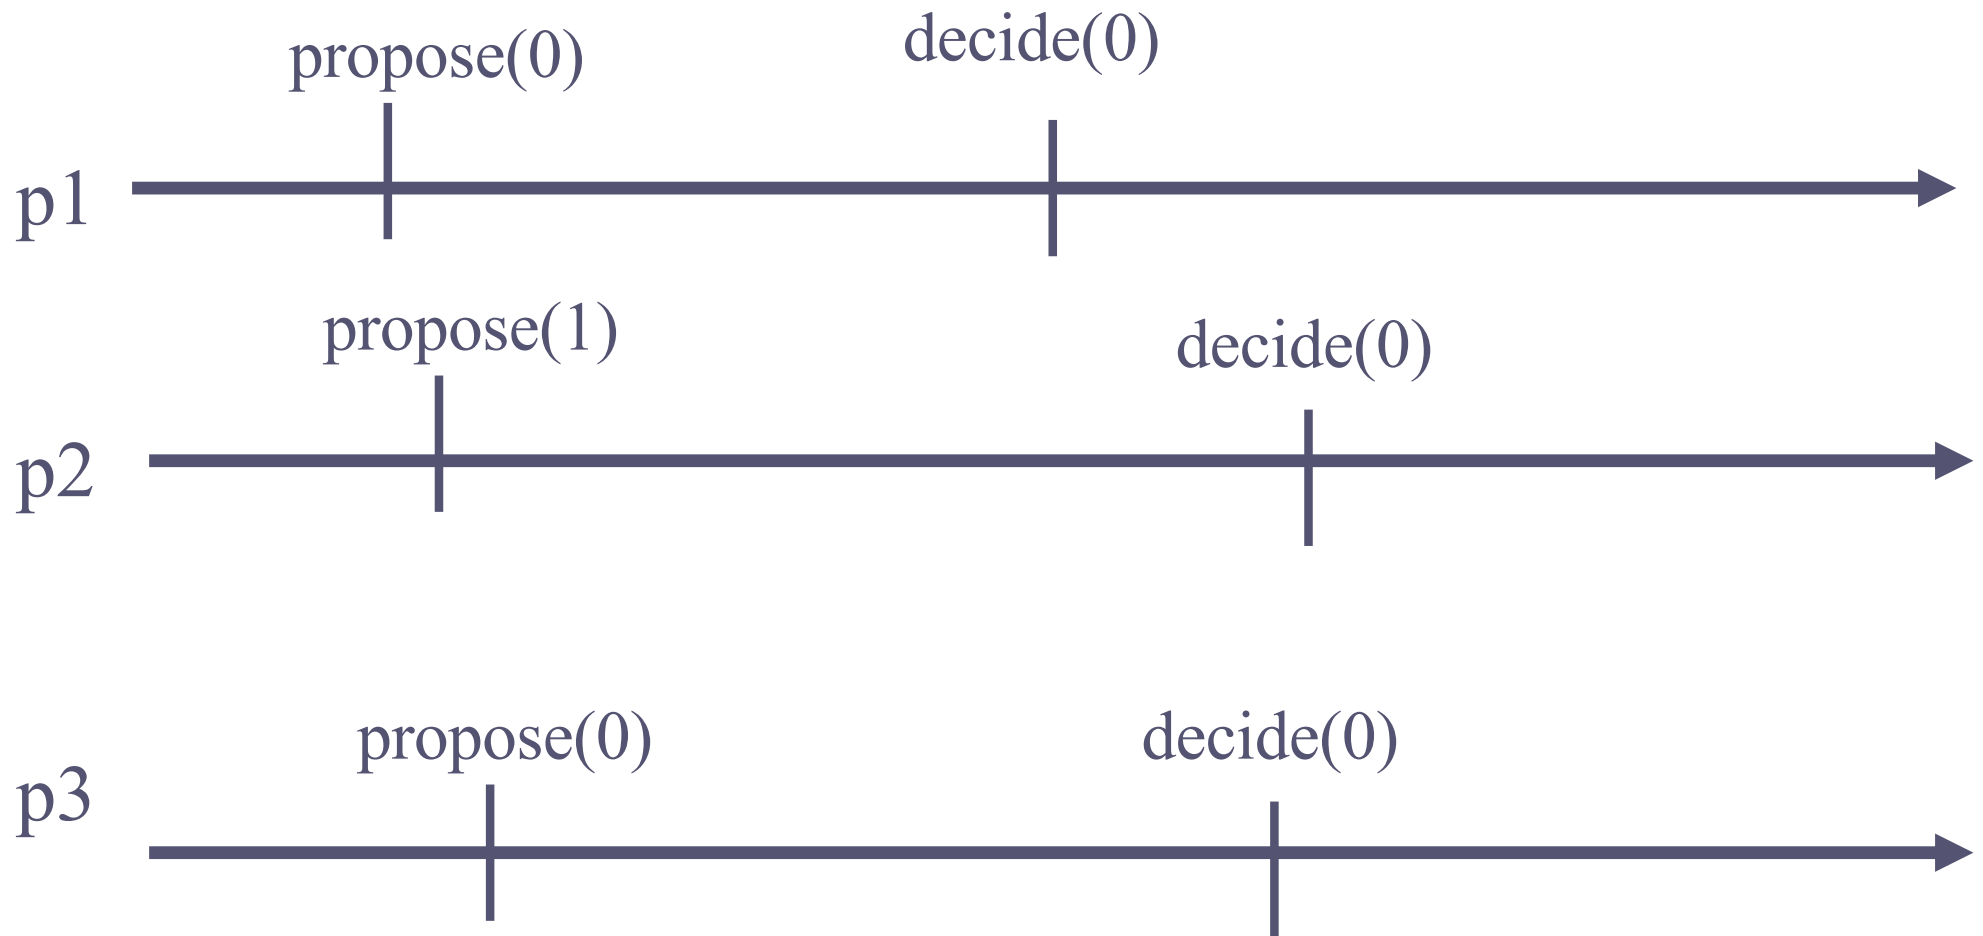 propose(0)
decide(0)
p1
propose(1)
decide(0)
p2
propose(0)
decide(0)
p3